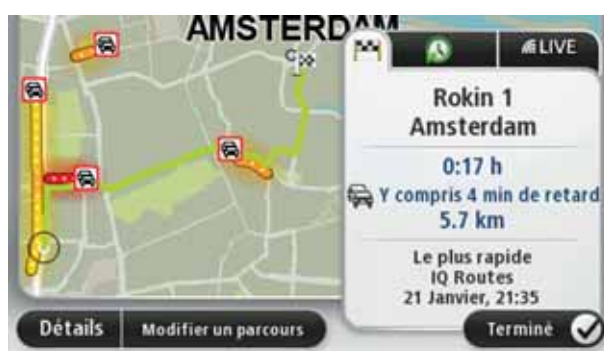 AMSTERDAM
LIVE
Rokin 1
Amsterdam
0:17 h
Y compris 4 min de retard
5.7 km
Le plus rapide
IQ Routes
21 Janvier, 21:35
Détails
Modifier un parcours
Terminé